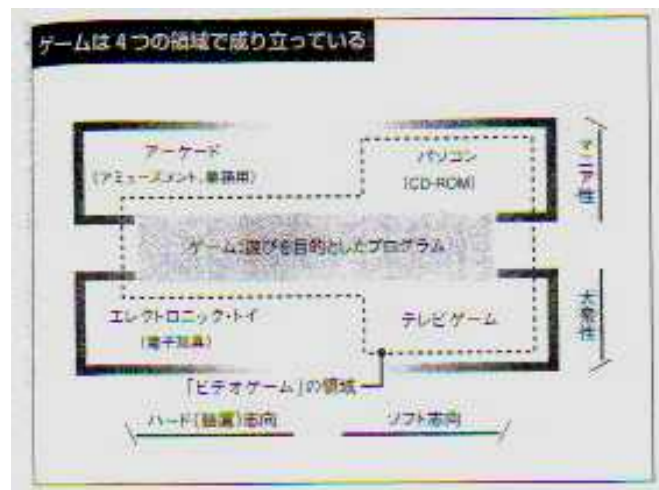 ゲームは4つの領域で成り立っている
アーケード
(アミューズメント、業務用)
パソコン
(CD-ROM)
マニア性
ゲーム:遊びを目的としたプログラム
エレクトロニック・トイ
(電子玩具)
テレビゲーム
大衆性
「ビデオゲーム」の領域
ハード(装置)志向
ソフト志向